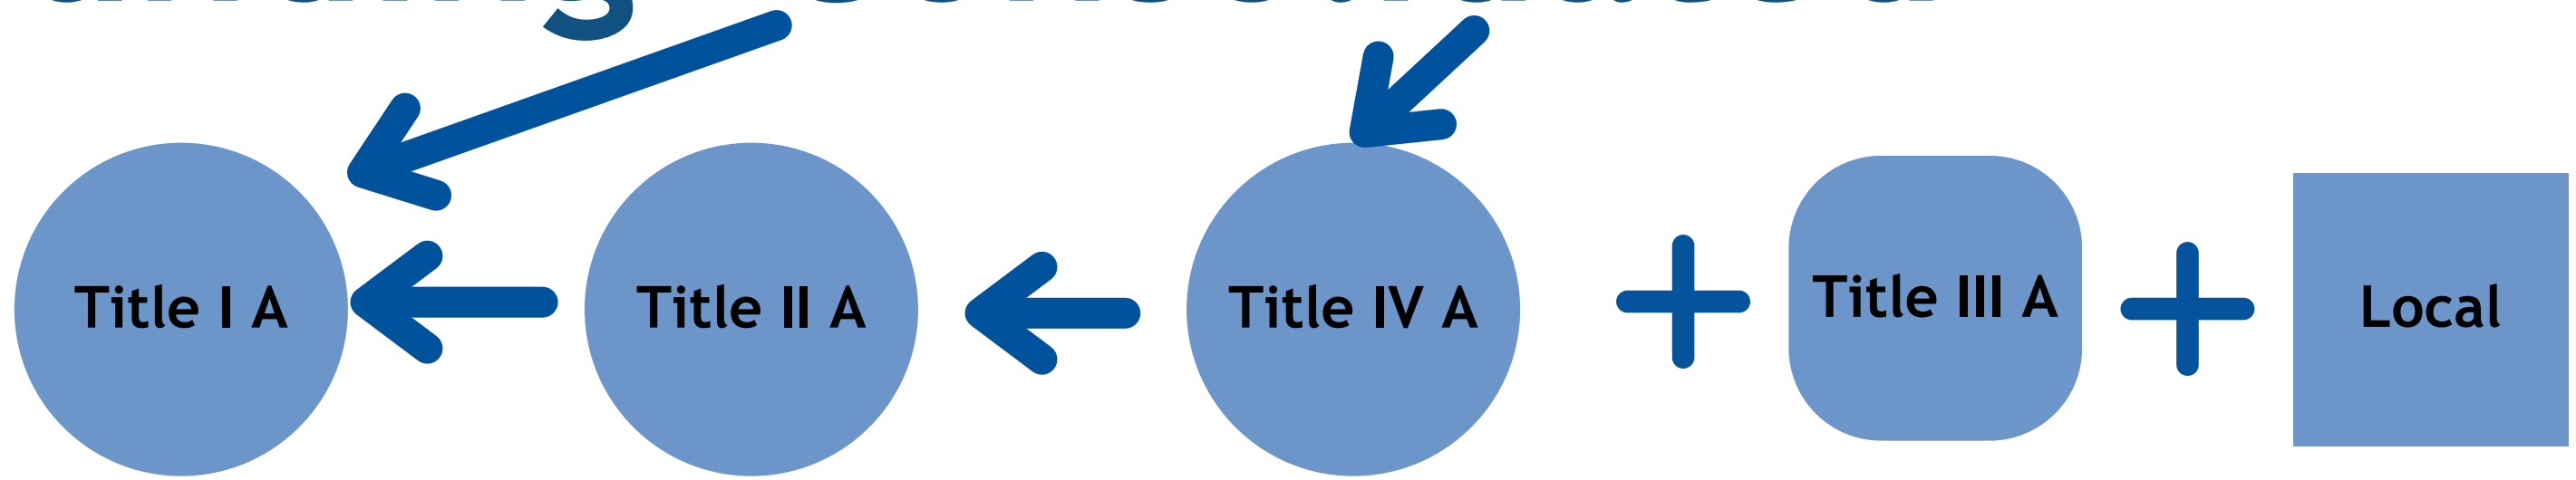 Title I A
Title II A
Title IV A
Title III A
Local